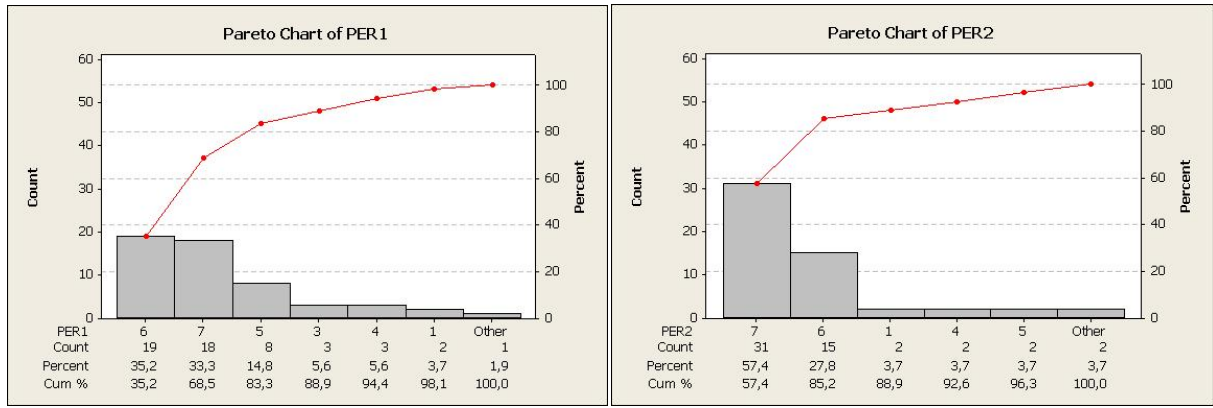 Pareto Chart of PER1
60
50
40
30
20
10
0
Count
100
80
60
40
20
0
Percent
PER1 6 7 5 3 4 1 Other
Count 19 18 8 3 3 2 1
Percent 35,2 33,3 14,8 5,6 5,6 3,7 1,9
Cum % 35,2 68,5 83,3 88,9 94,4 98,1 100,0
Pareto Chart of PER2
60
50
40
30
20
10
0
Count
100
80
60
40
20
0
Percent
PER2 7 6 1 4 5 Other
Count 31 15 2 2 2 2
Percent 57,4 27,8 3,7 3,7 3,7 3,7
Cum % 57,4 85,2 88,9 92,6 96,3 100,0